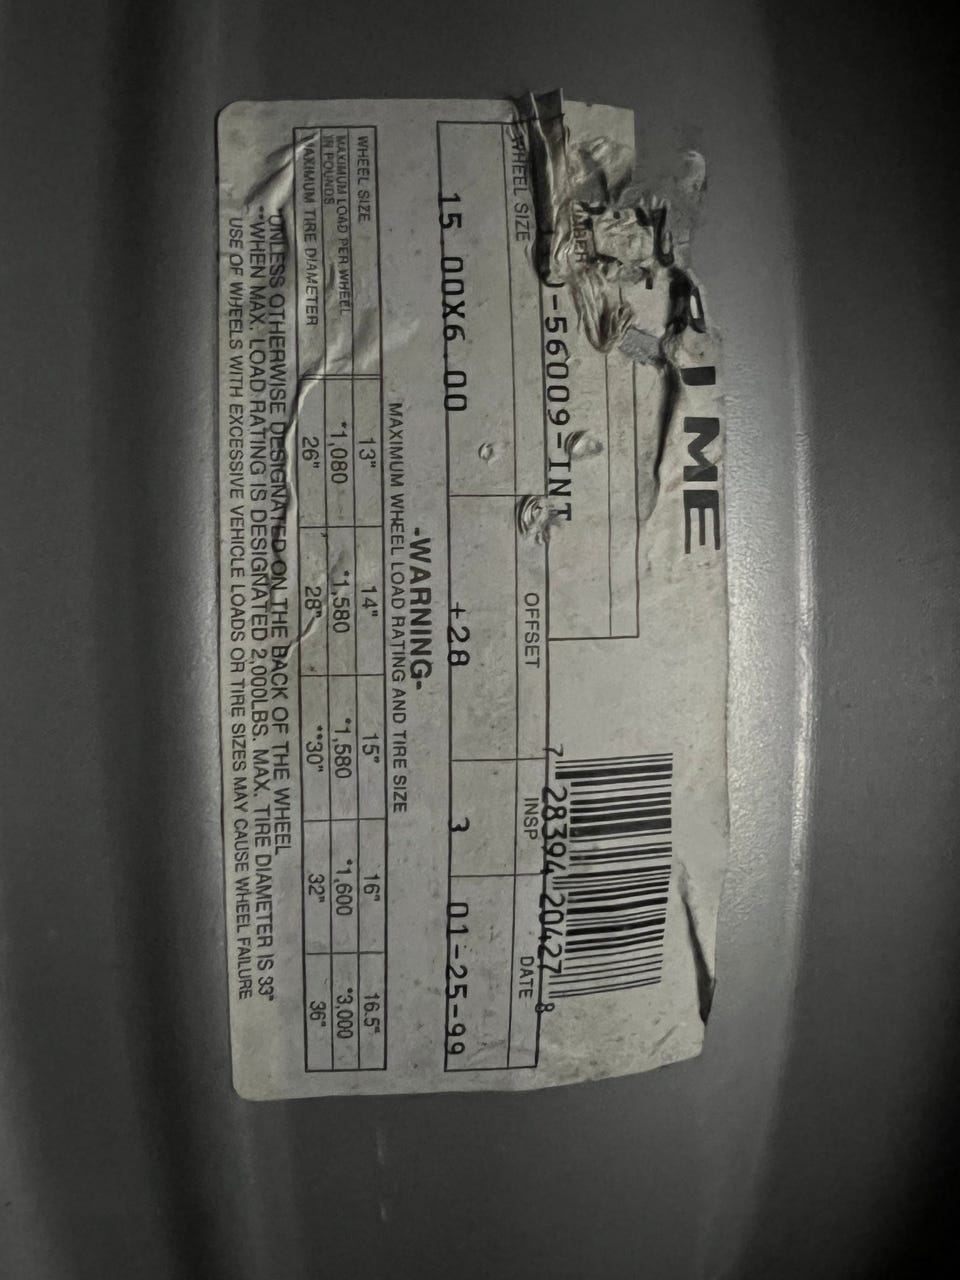 RIME
UMBER
-56009-INT
7 28394 20427 8
WHEEL SIZE OFFSET INSP DATE
15 00X6 00 +28 3 01-25-99
-WARNING-
MAXIMUM WHEEL LOAD RATING AND TIRE SIZE
WHEEL SIZE 13" 14" 15" 16" 16.5"
MAXIMUM LOAD PER WHEEL IN POUNDS *1,080 *1,580 *1,580 *1,600 *3,000
MAXIMUM TIRE DIAMETER 26" 28" **30" 32" 36"
*UNLESS OTHERWISE DESIGNATED ON THE BACK OF THE WHEEL
**WHEN MAX. LOAD RATING IS DESIGNATED 2,000LBS. MAX. TIRE DIAMETER IS 33"
USE OF WHEELS WITH EXCESSIVE VEHICLE LOADS OR TIRE SIZES MAY CAUSE WHEEL FAILURE